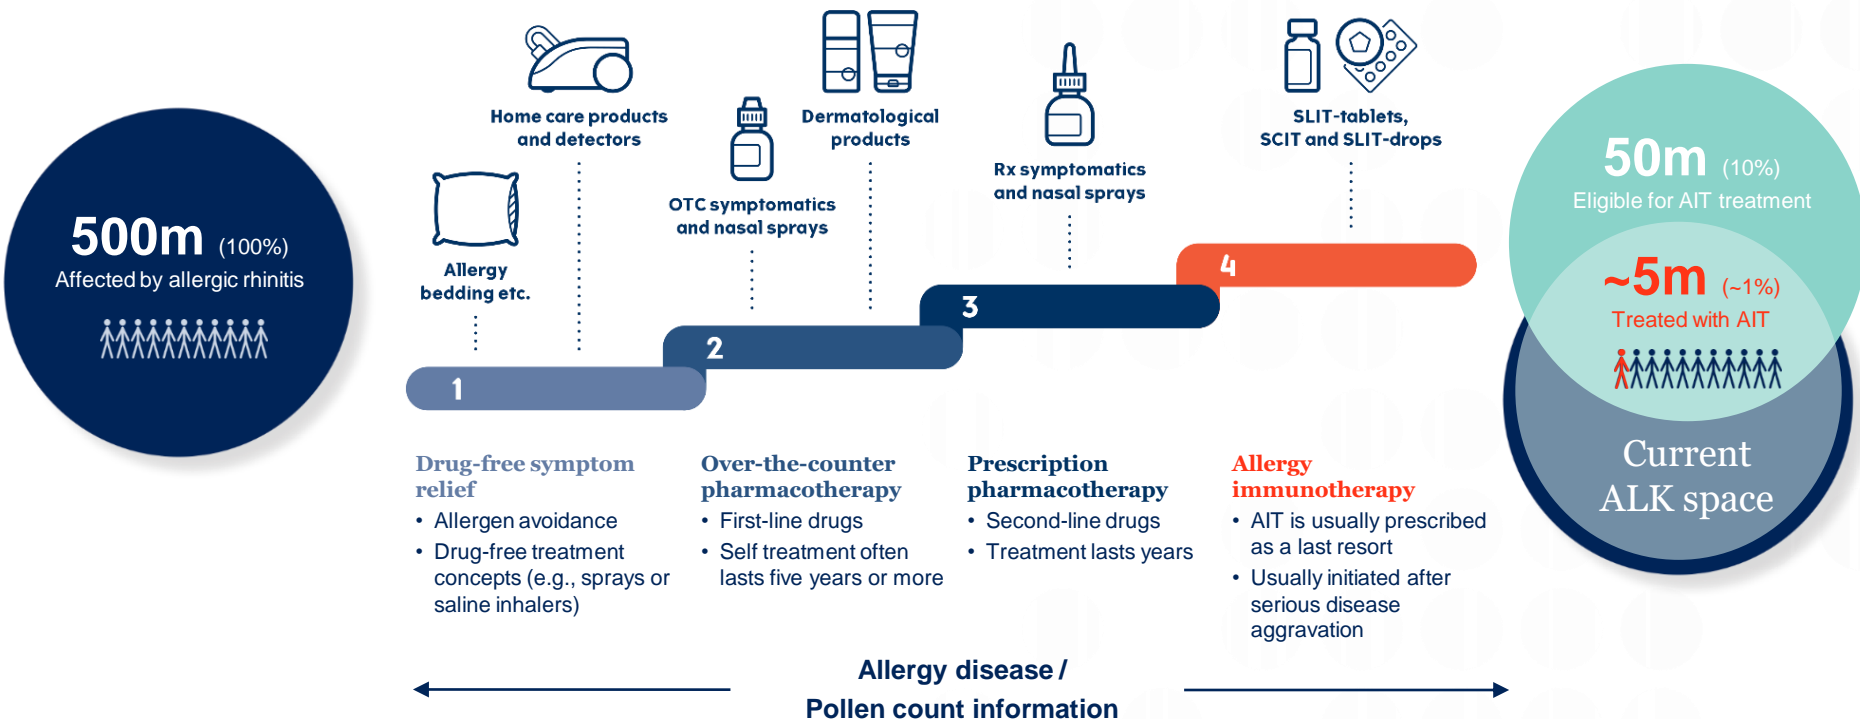 500m (100%)
Affected by allergic rhinitis
Allergy
bedding etc.
Home care products
and detectors
OTC symptomatics
and nasal sprays
Dermatological
products
Rx symptomatics
and nasal sprays
SLIT-tablets,
SCIT and SLIT-drops
1
2
3
4
Drug-free symptom
relief
• Allergen avoidance
• Drug-free treatment
concepts (e.g., sprays or
saline inhalers)
Over-the-counter
pharmacotherapy
• First-line drugs
• Self treatment often
lasts five years or more
Prescription
pharmacotherapy
• Second-line drugs
• Treatment lasts years
Allergy
immunotherapy
• AIT is usually prescribed
as a last resort
• Usually initiated after
serious disease
aggravation
50m (10%)
Eligible for AIT treatment
~5m (~1%)
Treated with AIT
Current
ALK space
Allergy disease /
Pollen count information